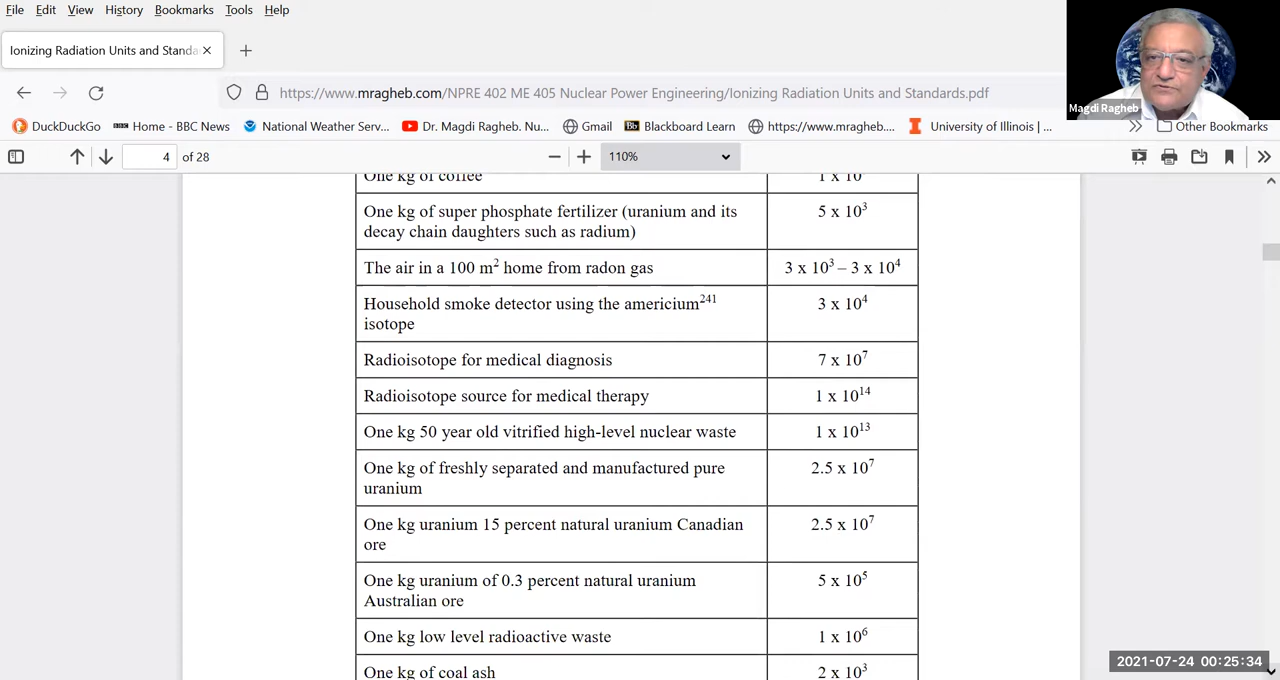 File Edit View History Bookmarks Tools Help
Ionizing Radiation Units and Standa
https://www.mragheb.com/NPRE 402 ME 405 Nuclear Power Engineering/Ionizing Radiation Units and Standards.pdf
Magdi Ragheb
DuckDuckGo BBC Home - BBC News National Weather Serv... Dr. Magdi Ragheb. Nu... Gmail Bb Blackboard Learn https://www.mragheb.... I University of Illinois |... Other Bookmarks
4 of 28 110%
One kg of coffee 1 x 10
One kg of super phosphate fertilizer (uranium and its 5 x 10³
decay chain daughters such as radium)
The air in a 100 m² home from radon gas 3 x 10³ – 3 x 10⁴
Household smoke detector using the americium²⁴¹ 3 x 10⁴
isotope
Radioisotope for medical diagnosis 7 x 10⁷
Radioisotope source for medical therapy 1 x 10¹⁴
One kg 50 year old vitrified high-level nuclear waste 1 x 10¹³
One kg of freshly separated and manufactured pure 2.5 x 10⁷
uranium
One kg uranium 15 percent natural uranium Canadian 2.5 x 10⁷
ore
One kg uranium of 0.3 percent natural uranium 5 x 10⁵
Australian ore
One kg low level radioactive waste 1 x 10⁶
One kg of coal ash 2 x 10³
2021-07-24 00:25:34